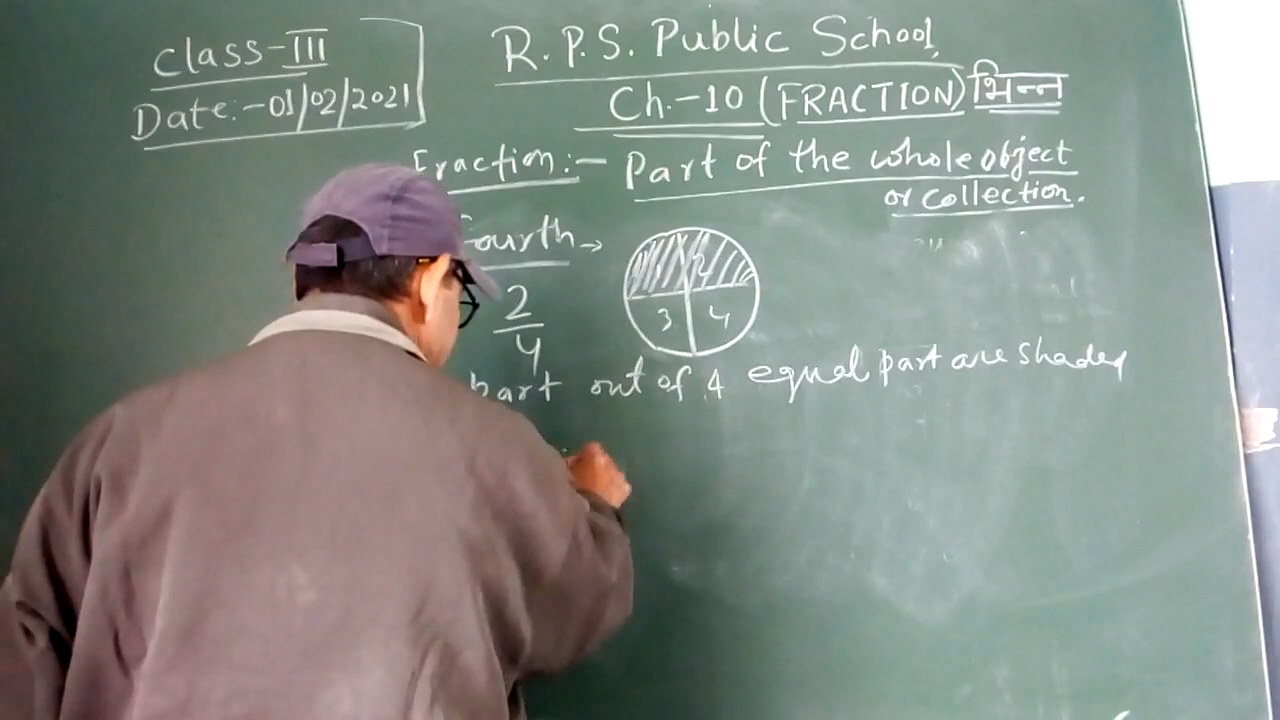 Class-III
Date:-01/02/2021
R.P.S. Public School
Ch.-10 (FRACTION) भिन्न
Fraction:- Part of the whole object
or collection.
Fourth→
2
3 4
2
4
part out of 4 equal part are shaded